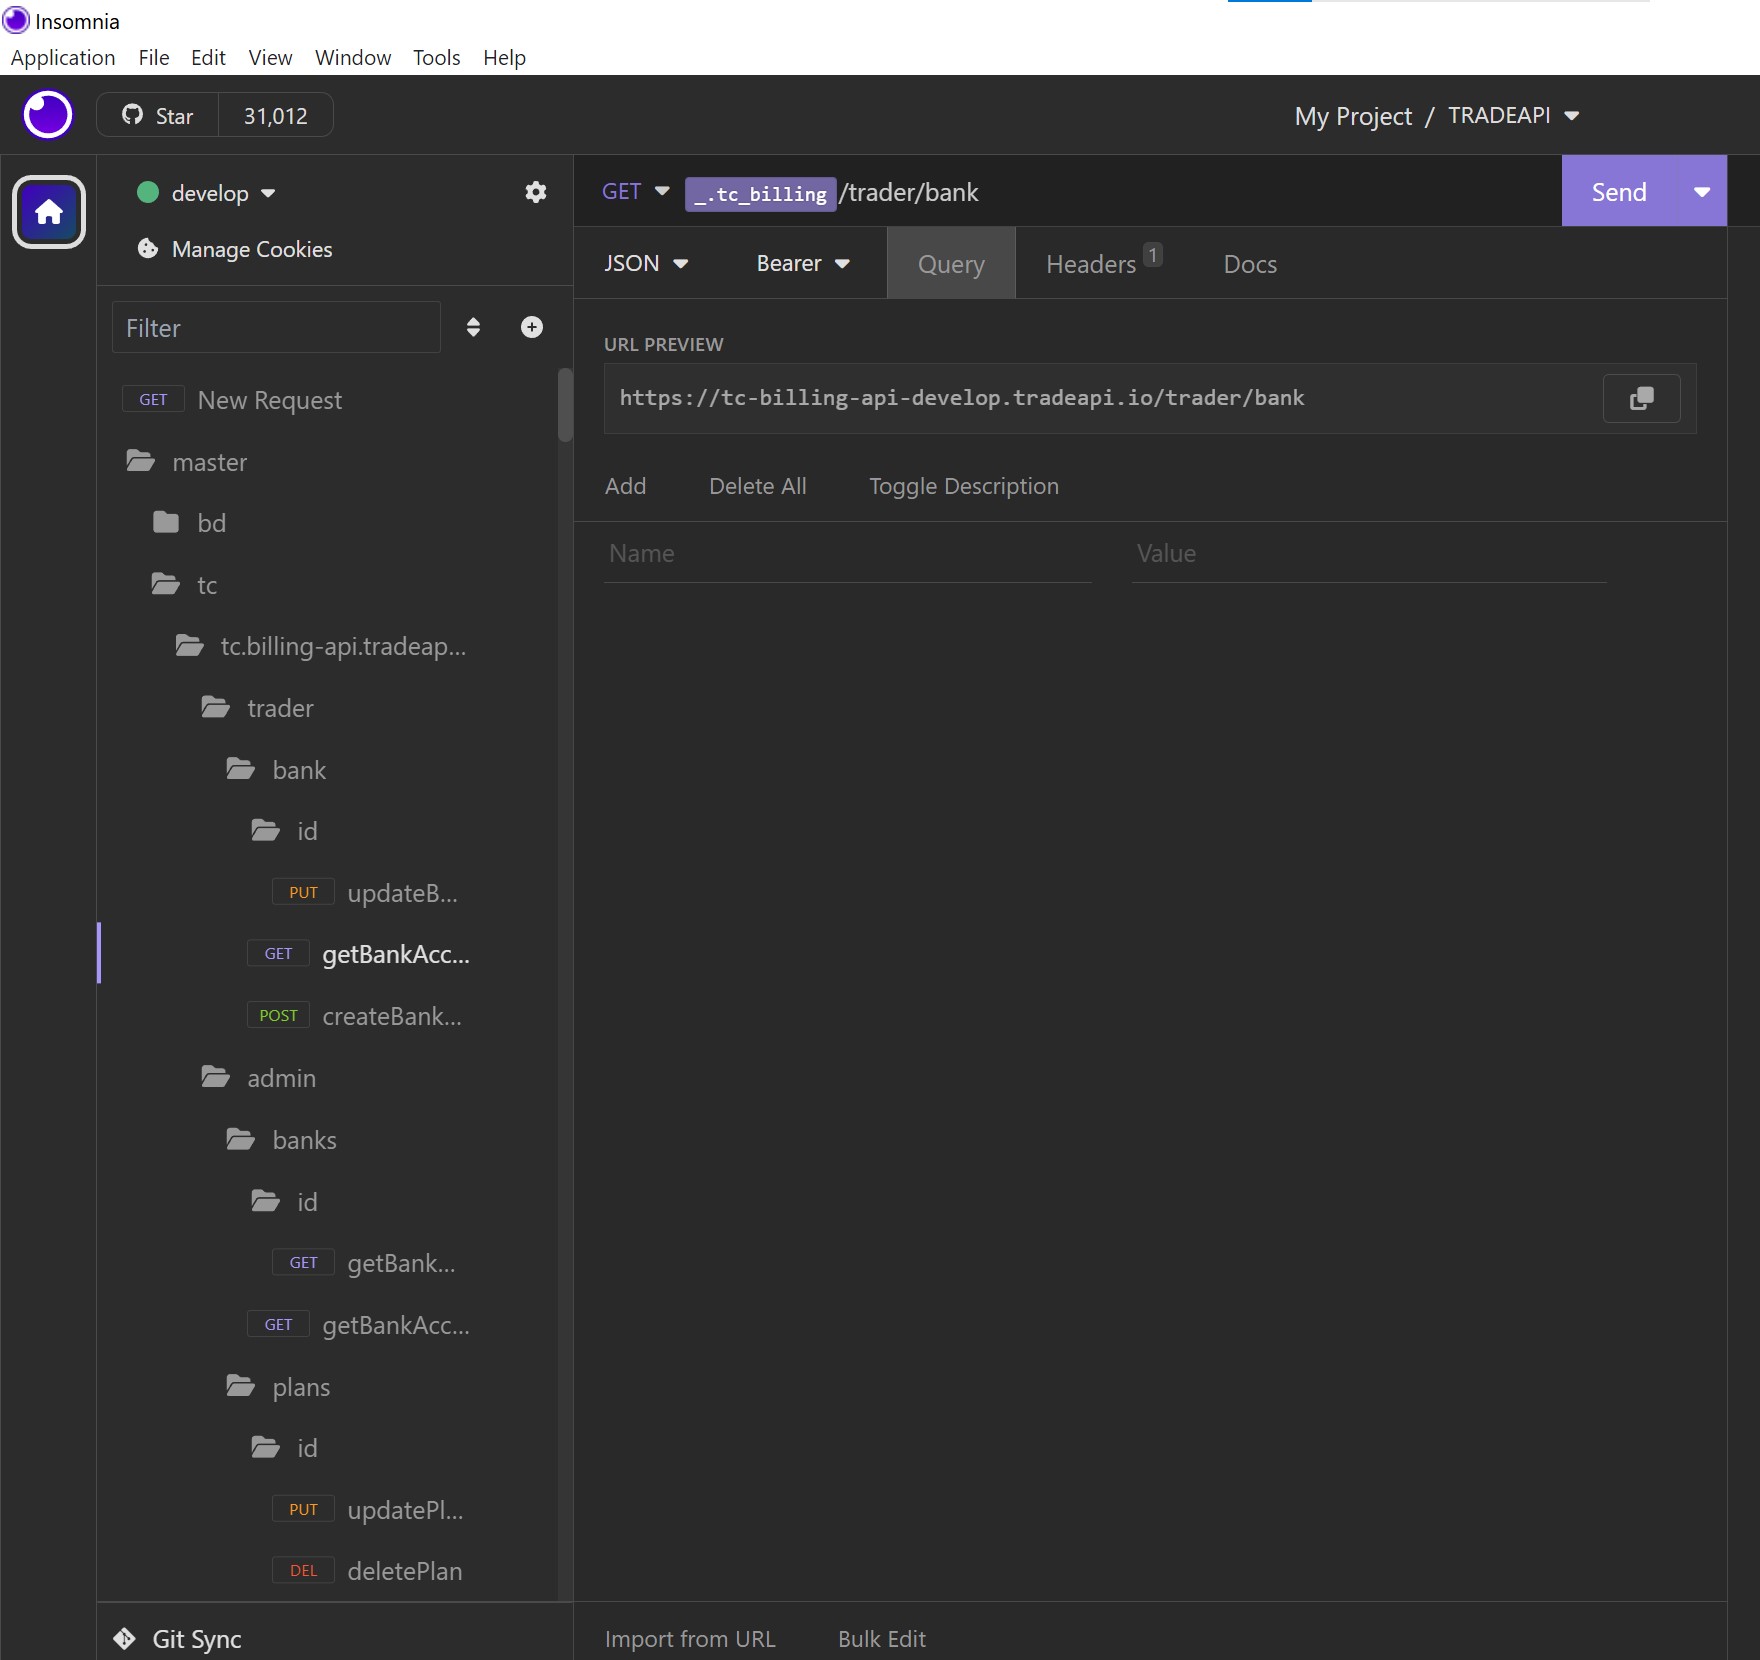 Insomnia
Application File Edit View Window Tools Help
Star 31,012
My Project / TRADEAPI
develop
Manage Cookies
Filter
GET New Request
master
bd
tc
tc.billing-api.tradeap...
trader
bank
id
PUT updateB...
GET getBankAcc...
POST createBank...
admin
banks
id
GET getBank...
GET getBankAcc...
plans
id
PUT updatePl...
DEL deletePlan
Git Sync
GET _.tc_billing /trader/bank
Send
JSON Bearer Query Headers 1 Docs
URL PREVIEW
https://tc-billing-api-develop.tradeapi.io/trader/bank
Add Delete All Toggle Description
Name Value
Import from URL Bulk Edit